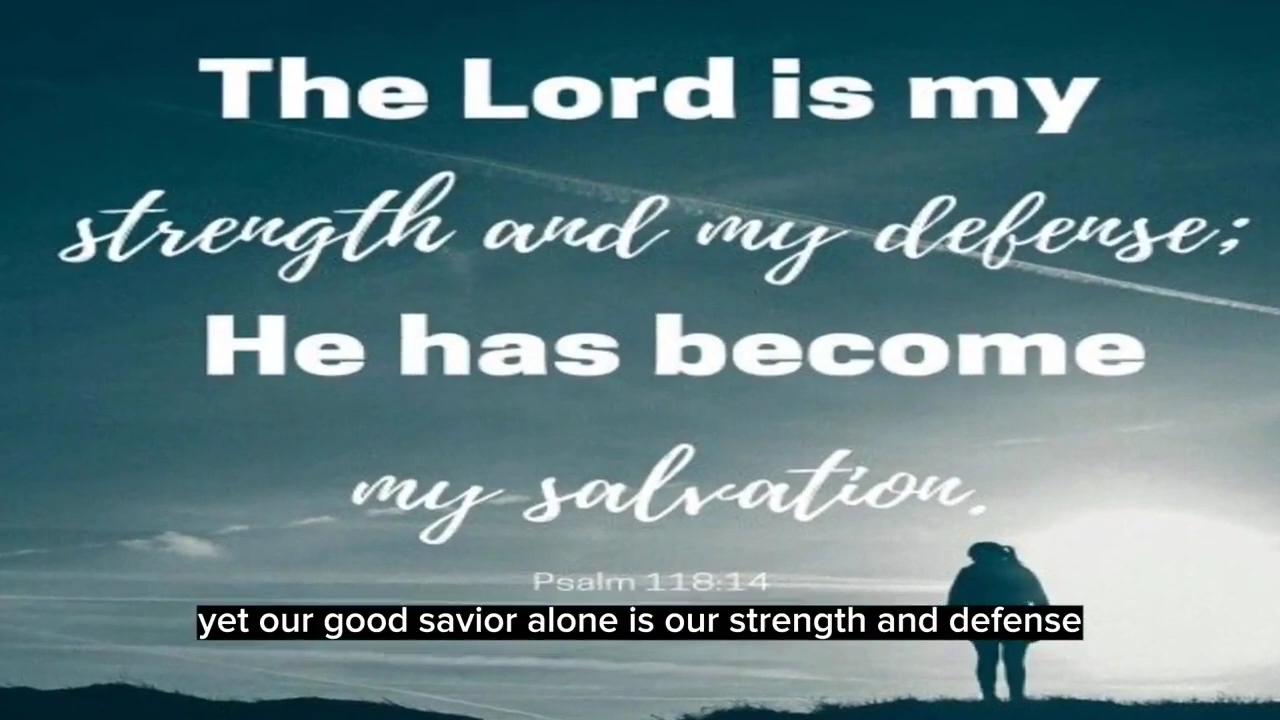 The Lord is my
strength and my defense;
He has become
my salvation.
Psalm 118:14
yet our good savior alone is our strength and defense